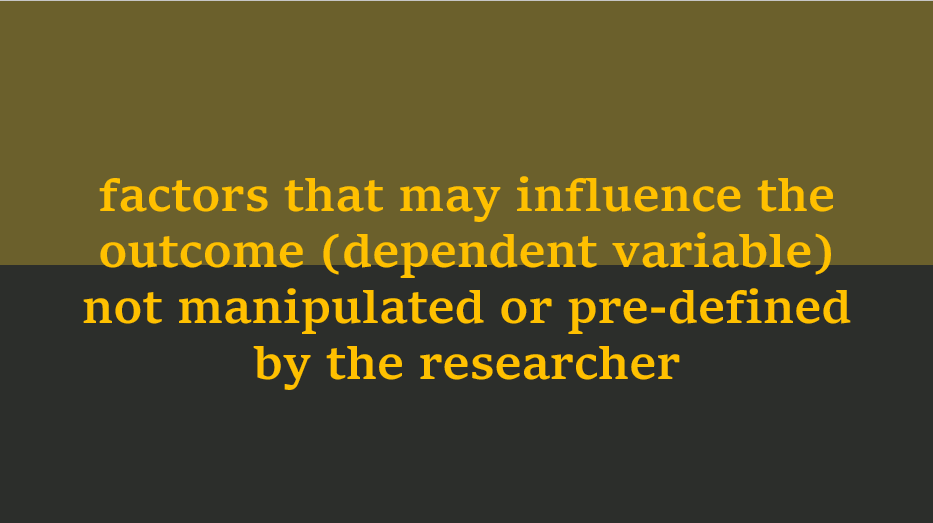 factors that may influence the
outcome (dependent variable)
not manipulated or pre-defined
by the researcher